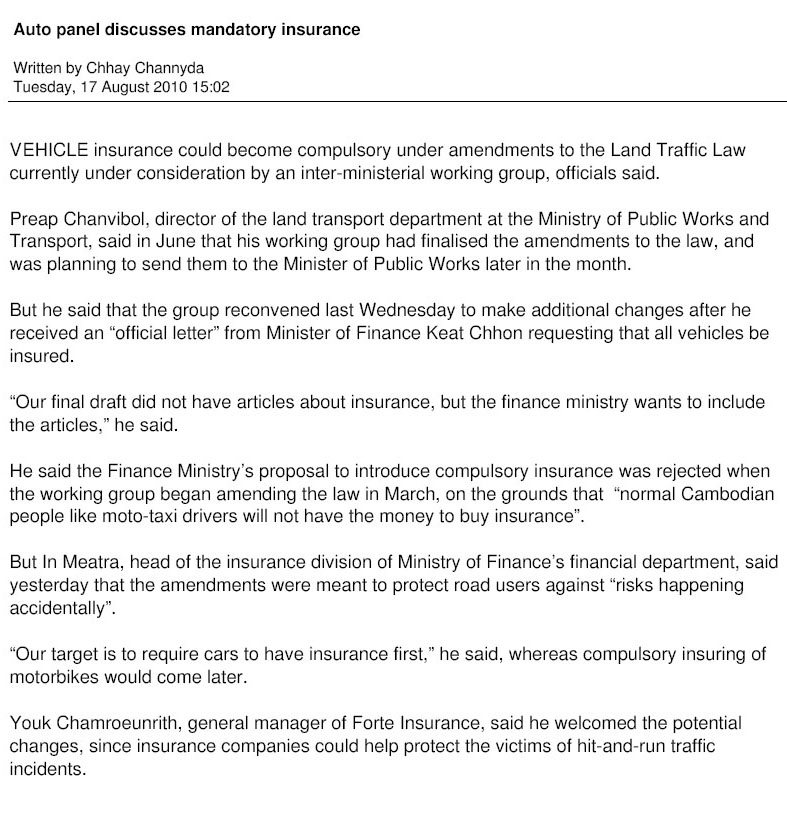 Auto panel discusses mandatory insurance
Written by Chhay Channyda
Tuesday, 17 August 2010 15:02
VEHICLE insurance could become compulsory under amendments to the Land Traffic Law
currently under consideration by an inter-ministerial working group, officials said.
Preap Chanvibol, director of the land transport department at the Ministry of Public Works and
Transport, said in June that his working group had finalised the amendments to the law, and
was planning to send them to the Minister of Public Works later in the month.
But he said that the group reconvened last Wednesday to make additional changes after he
received an “official letter” from Minister of Finance Keat Chhon requesting that all vehicles be
insured.
“Our final draft did not have articles about insurance, but the finance ministry wants to include
the articles,” he said.
He said the Finance Ministry’s proposal to introduce compulsory insurance was rejected when
the working group began amending the law in March, on the grounds that  “normal Cambodian
people like moto-taxi drivers will not have the money to buy insurance”.
But In Meatra, head of the insurance division of Ministry of Finance’s financial department, said
yesterday that the amendments were meant to protect road users against “risks happening
accidentally”.
“Our target is to require cars to have insurance first,” he said, whereas compulsory insuring of
motorbikes would come later.
Youk Chamroeunrith, general manager of Forte Insurance, said he welcomed the potential
changes, since insurance companies could help protect the victims of hit-and-run traffic
incidents.